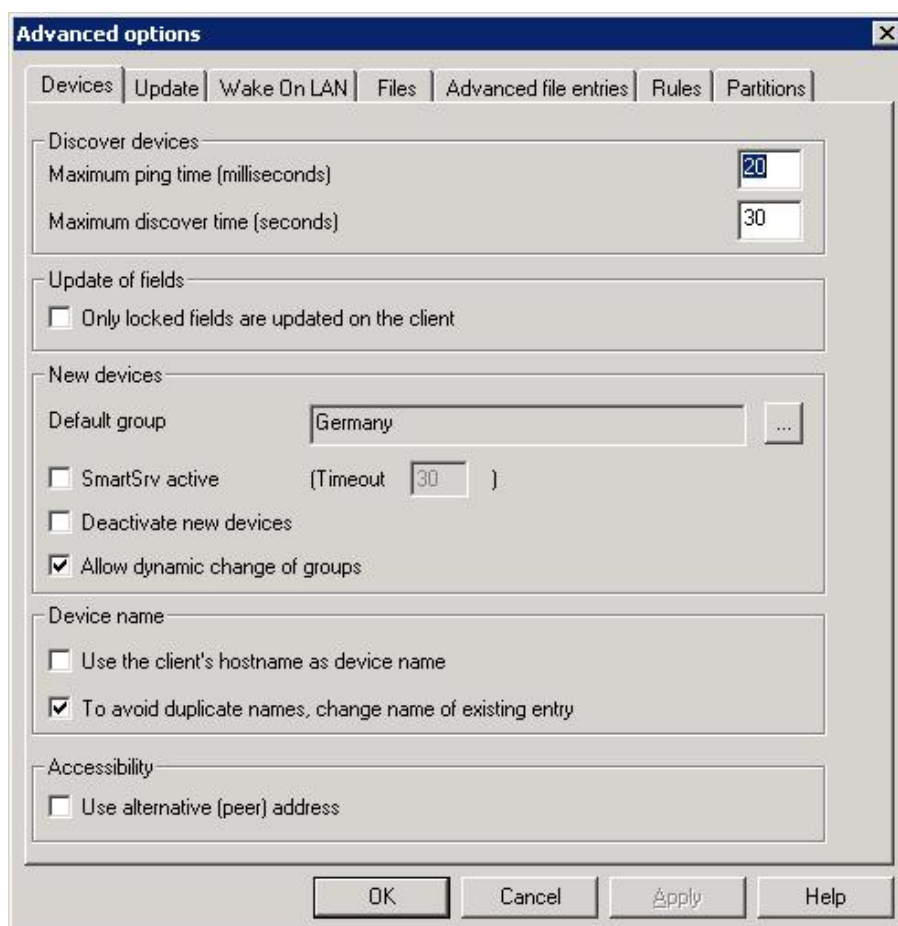 Advanced options
Devices Update Wake On LAN Files Advanced file entries Rules Partitions
Discover devices
Maximum ping time (milliseconds) 20
Maximum discover time (seconds) 30
Update of fields
Only locked fields are updated on the client
New devices
Default group Germany ...
SmartSrv active (Timeout 30 )
Deactivate new devices
Allow dynamic change of groups
Device name
Use the client's hostname as device name
To avoid duplicate names, change name of existing entry
Accessibility
Use alternative (peer) address
OK Cancel Apply Help